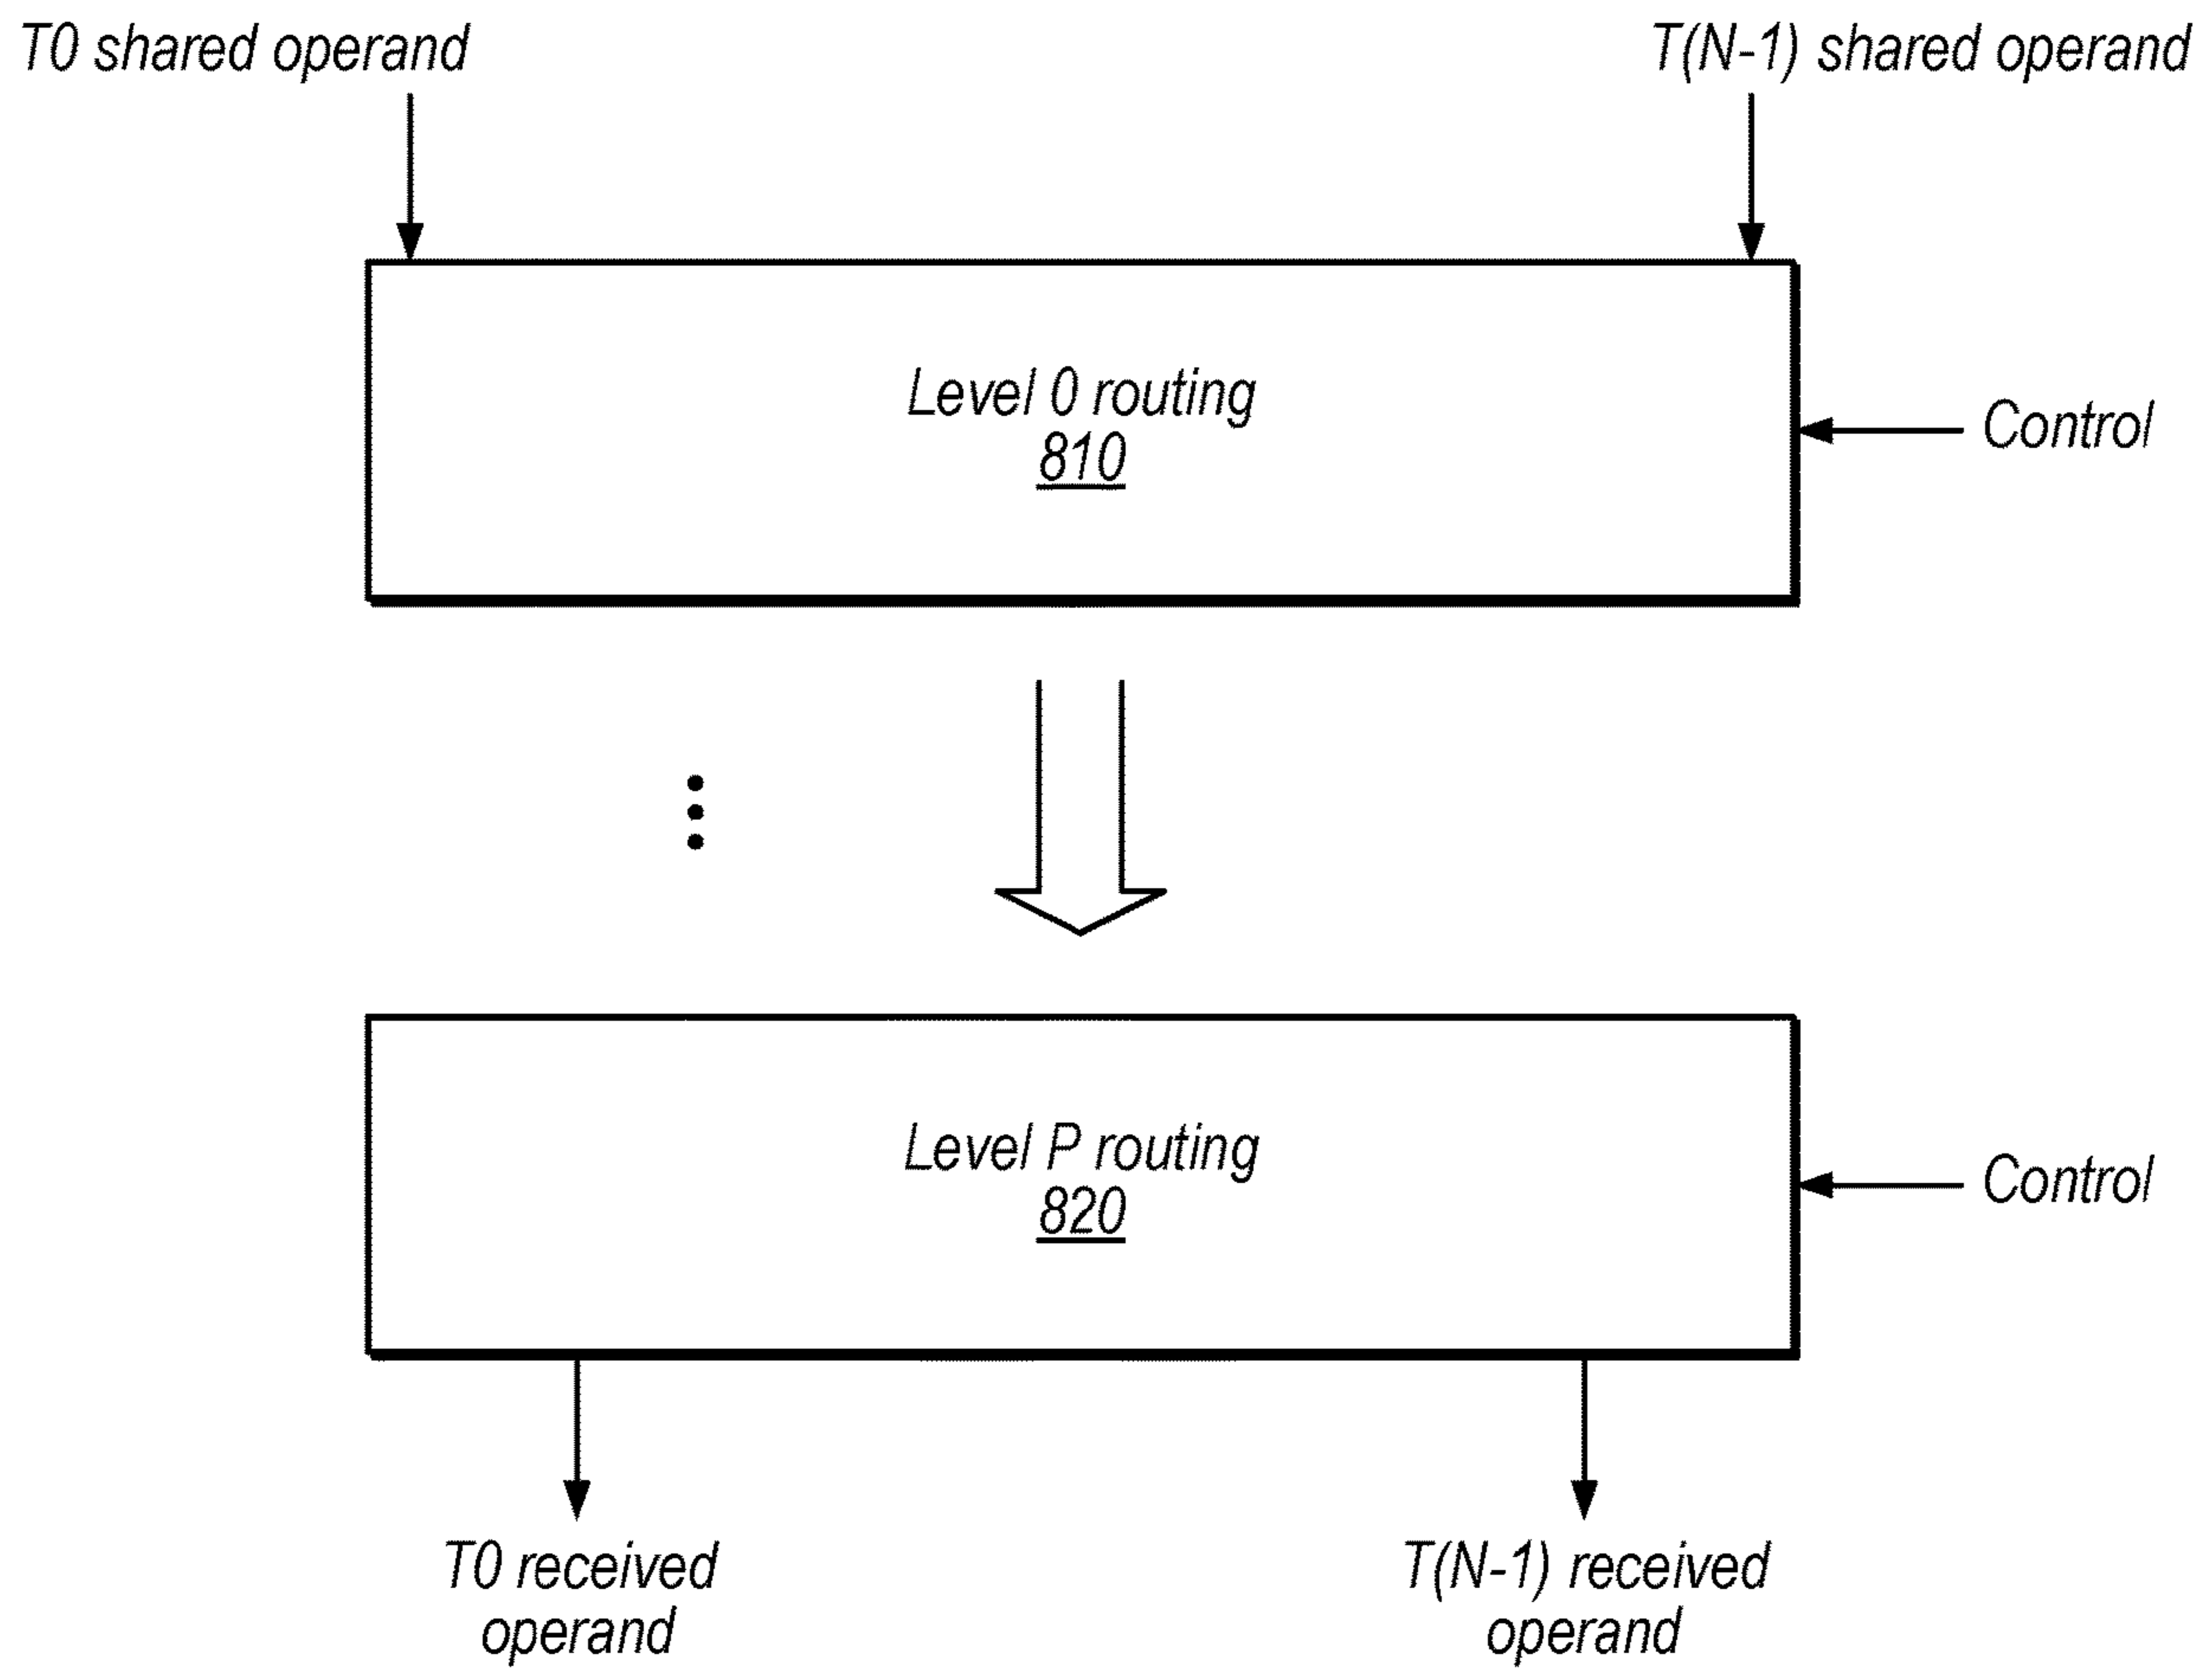 T0 shared operand
T(N-1) shared operand
Level 0 routing
810
Control
Level P routing
820
Control
T0 received
operand
T(N-1) received
operand